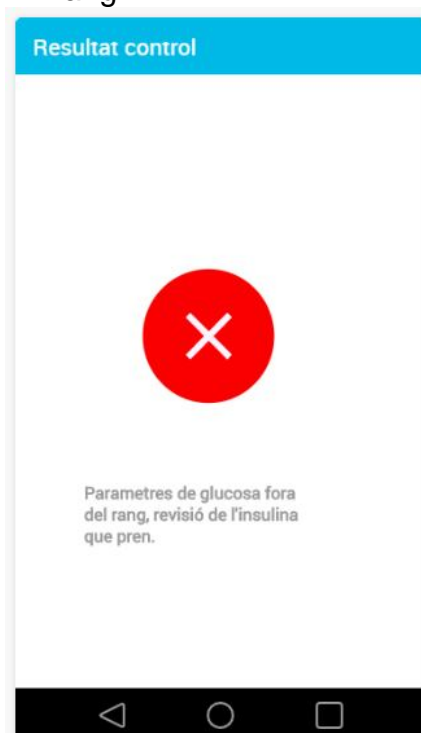 Resultat control
Parametres de glucosa fora
del rang, revisió de l'insulina
que pren.